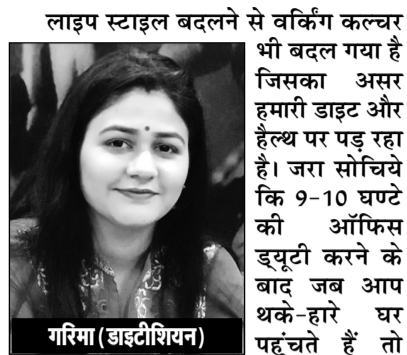 लाइप स्टाइल बदलने से वर्किंग कल्चर
भी बदल गया है
जिसका असर
हमारी डाइट और
हैल्थ पर पड़ रहा
है। जरा सोचिये
कि 9-10 घण्टे
की ऑफिस
ड्यूटी करने के
बाद जब आप
थके-हारे घर
पहुंचते हैं तो
गरिमा (डाइटीशियन)